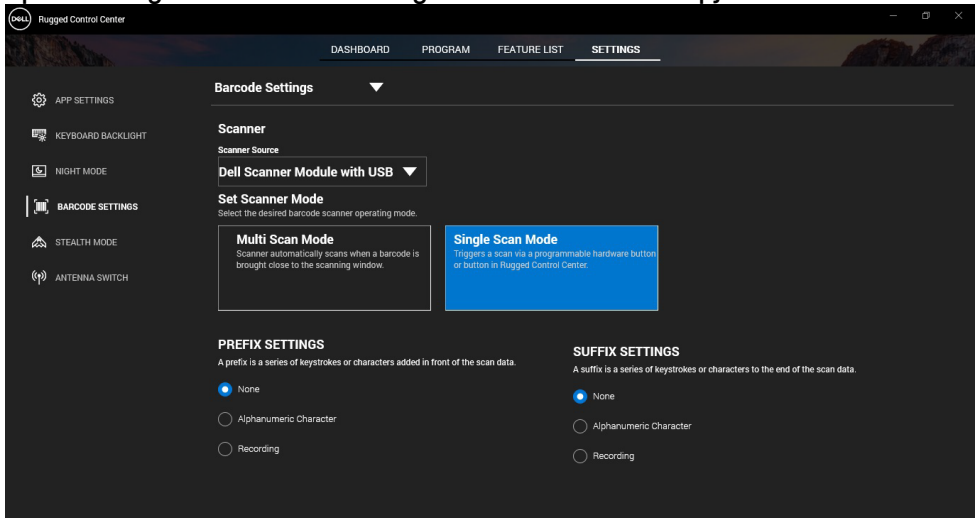 DELL Rugged Control Center
DASHBOARD PROGRAM FEATURE LIST SETTINGS
APP SETTINGS
KEYBOARD BACKLIGHT
NIGHT MODE
BARCODE SETTINGS
STEALTH MODE
ANTENNA SWITCH
Barcode Settings
Scanner
Scanner Source
Dell Scanner Module with USB
Set Scanner Mode
Select the desired barcode scanner operating mode.
Multi Scan Mode
Scanner automatically scans when a barcode is
brought close to the scanning window.
Single Scan Mode
Triggers a scan via a programmable hardware button
or button in Rugged Control Center.
PREFIX SETTINGS
A prefix is a series of keystrokes or characters added in front of the scan data.
None
Alphanumeric Character
Recording
SUFFIX SETTINGS
A suffix is a series of keystrokes or characters to the end of the scan data.
None
Alphanumeric Character
Recording